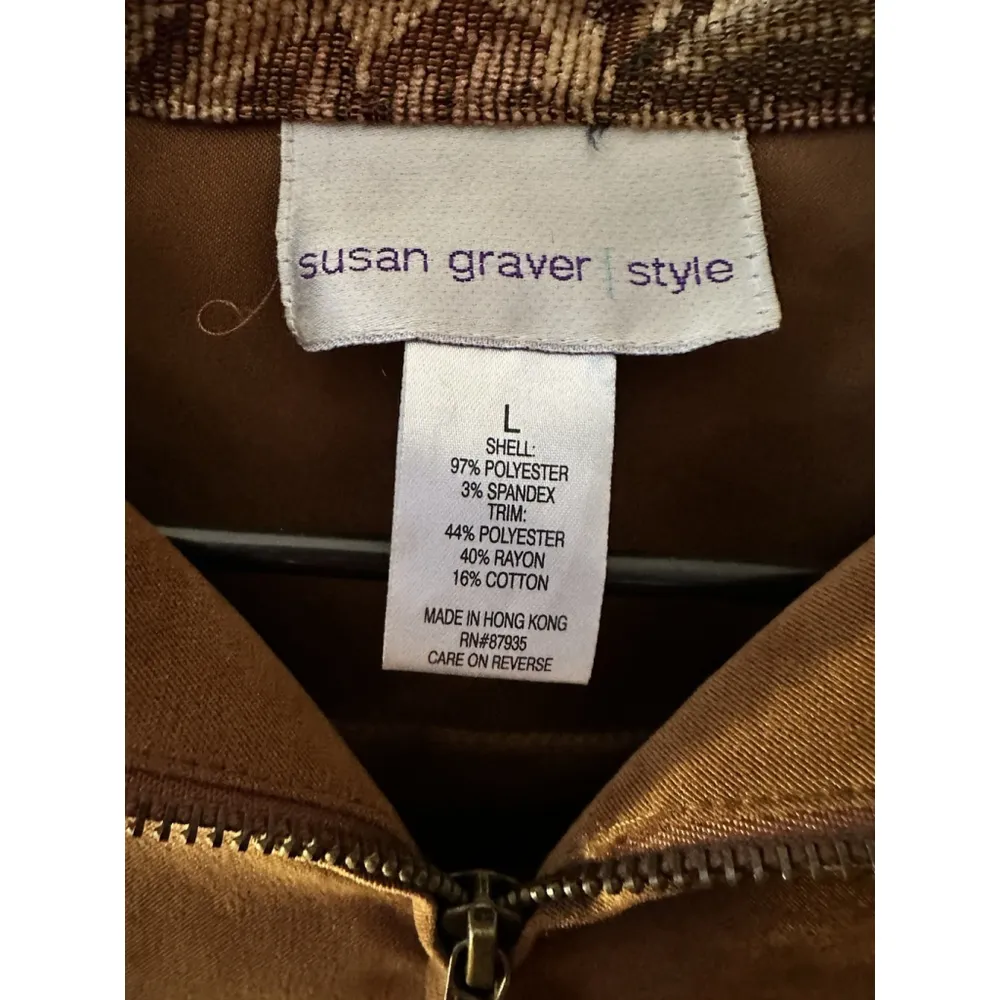 susan graver | style
L
SHELL:
97% POLYESTER
3% SPANDEX
TRIM:
44% POLYESTER
40% RAYON
16% COTTON
MADE IN HONG KONG
RN#87935
CARE ON REVERSE